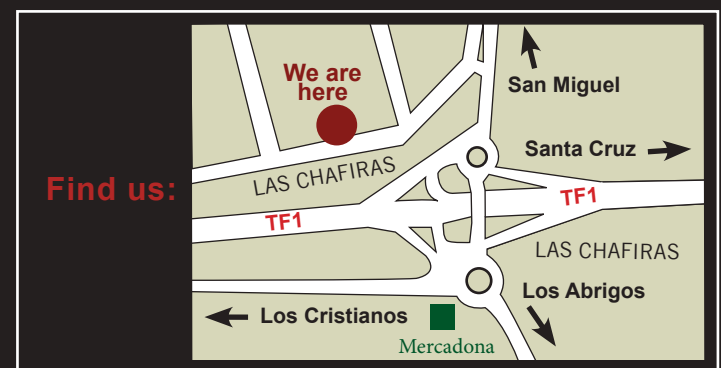 Find us:
We are
here
San Miguel
Santa Cruz
LAS CHAFIRAS
TF1
TF1
LAS CHAFIRAS
Los Abrigos
Los Cristianos
Mercadona